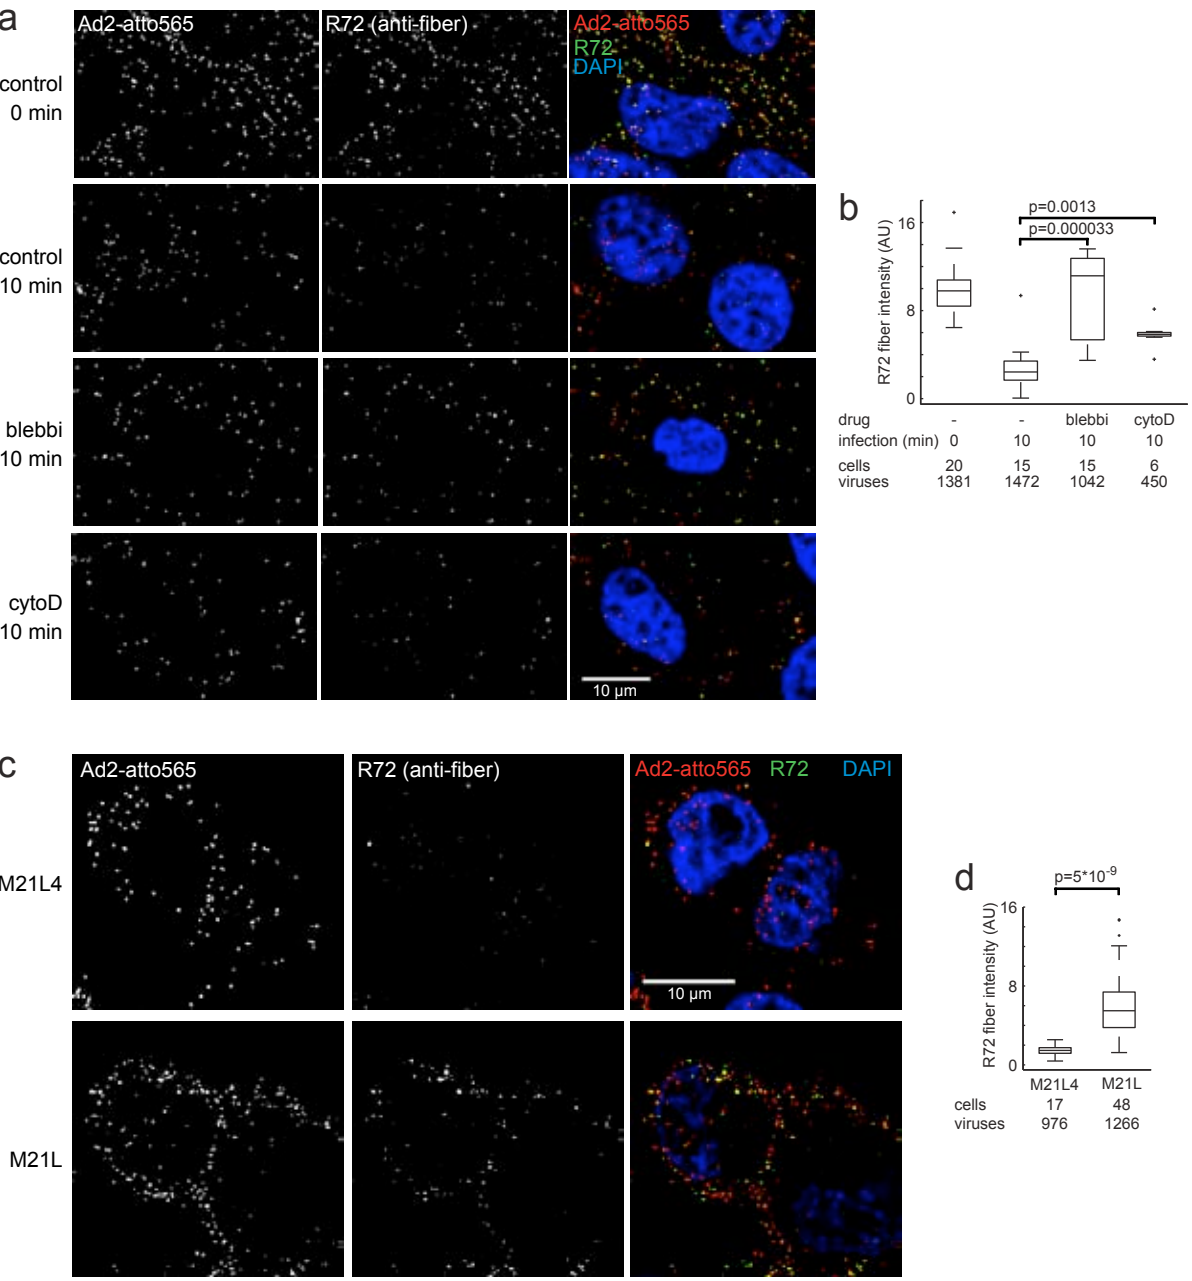 a
Ad2-atto565
R72 (anti-fiber)
Ad2-atto565
R72
DAPI
control
0 min
control
10 min
blebbi
10 min
cytoD
10 min
10 µm
b
p=0.0013
p=0.000033
R72 fiber intensity (AU)
16
8
0
drug - - blebbi cytoD
infection (min) 0 10 10 10
cells 20 15 15 6
viruses 1381 1472 1042 450
c
Ad2-atto565
R72 (anti-fiber)
Ad2-atto565 R72 DAPI
M21L4
10 µm
M21L
d
p=5*10-9
R72 fiber intensity (AU)
16
8
0
M21L4 M21L
cells 17 48
viruses 976 1266